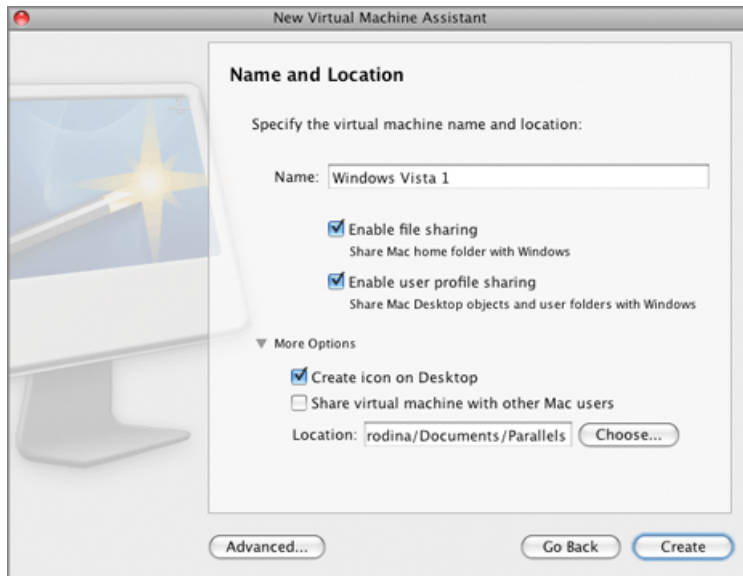 New Virtual Machine Assistant
Name and Location
Specify the virtual machine name and location:
Name: Windows Vista 1
Enable file sharing
Share Mac home folder with Windows
Enable user profile sharing
Share Mac Desktop objects and user folders with Windows
More Options
Create icon on Desktop
Share virtual machine with other Mac users
Location: rodina/Documents/Parallels Choose...
Advanced... Go Back Create